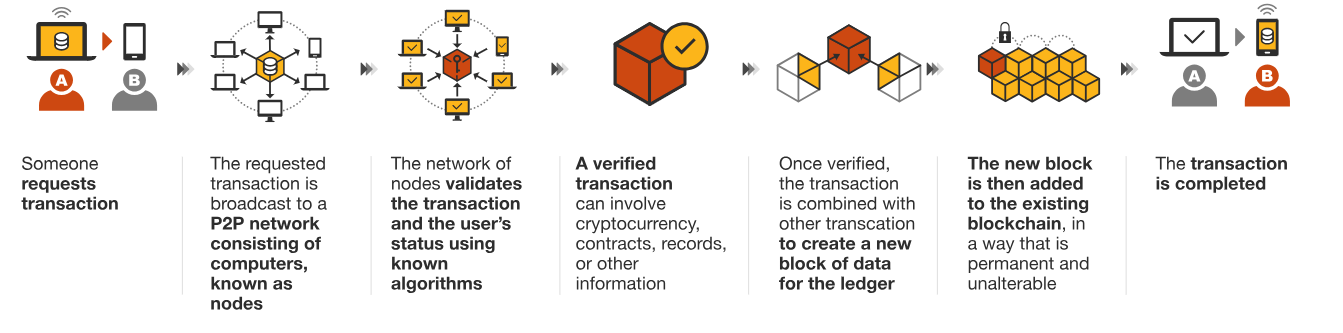 A
B
A
B
Someone
requests
transaction
The requested
transaction is
broadcast to a
P2P network
consisting of
computers,
known as
nodes
The network of
nodes validates
the transaction
and the user's
status using
known
algorithms
A verified
transaction
can involve
cryptocurrency,
contracts, records,
or other
information
Once verified,
the transaction
is combined with
other transcation
to create a new
block of data
for the ledger
The new block
is then added
to the existing
blockchain, in
a way that is
permanent and
unalterable
The transaction
is completed